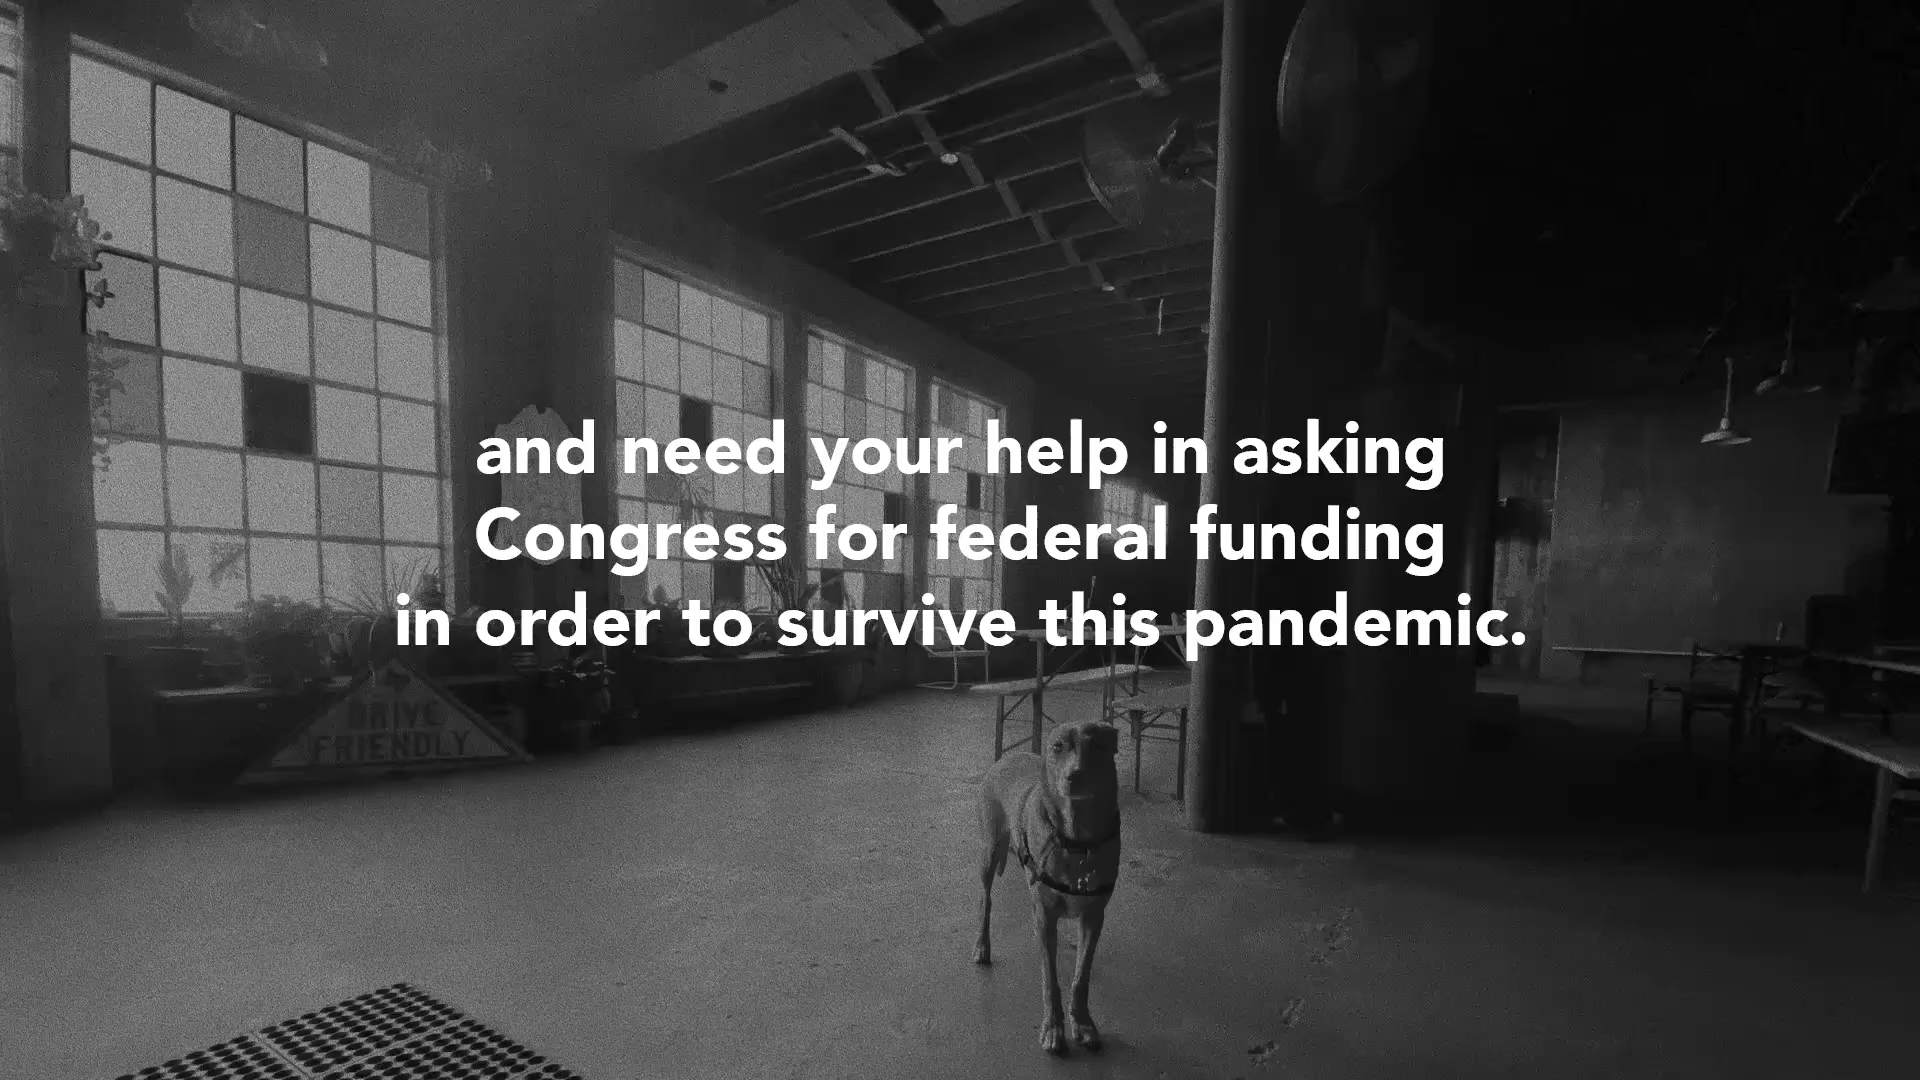 and need your help in asking
Congress for federal funding
in order to survive this pandemic.
DRIVE
FRIENDLY